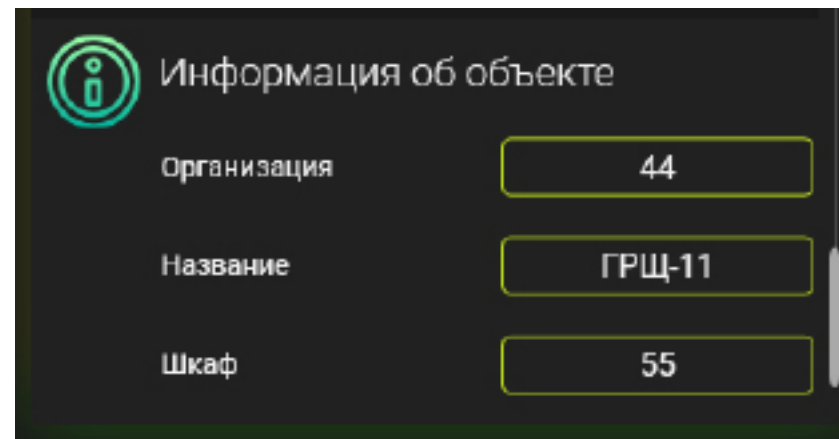 Информация об объекте
Организация 44
Название ГРЩ-11
Шкаф 55